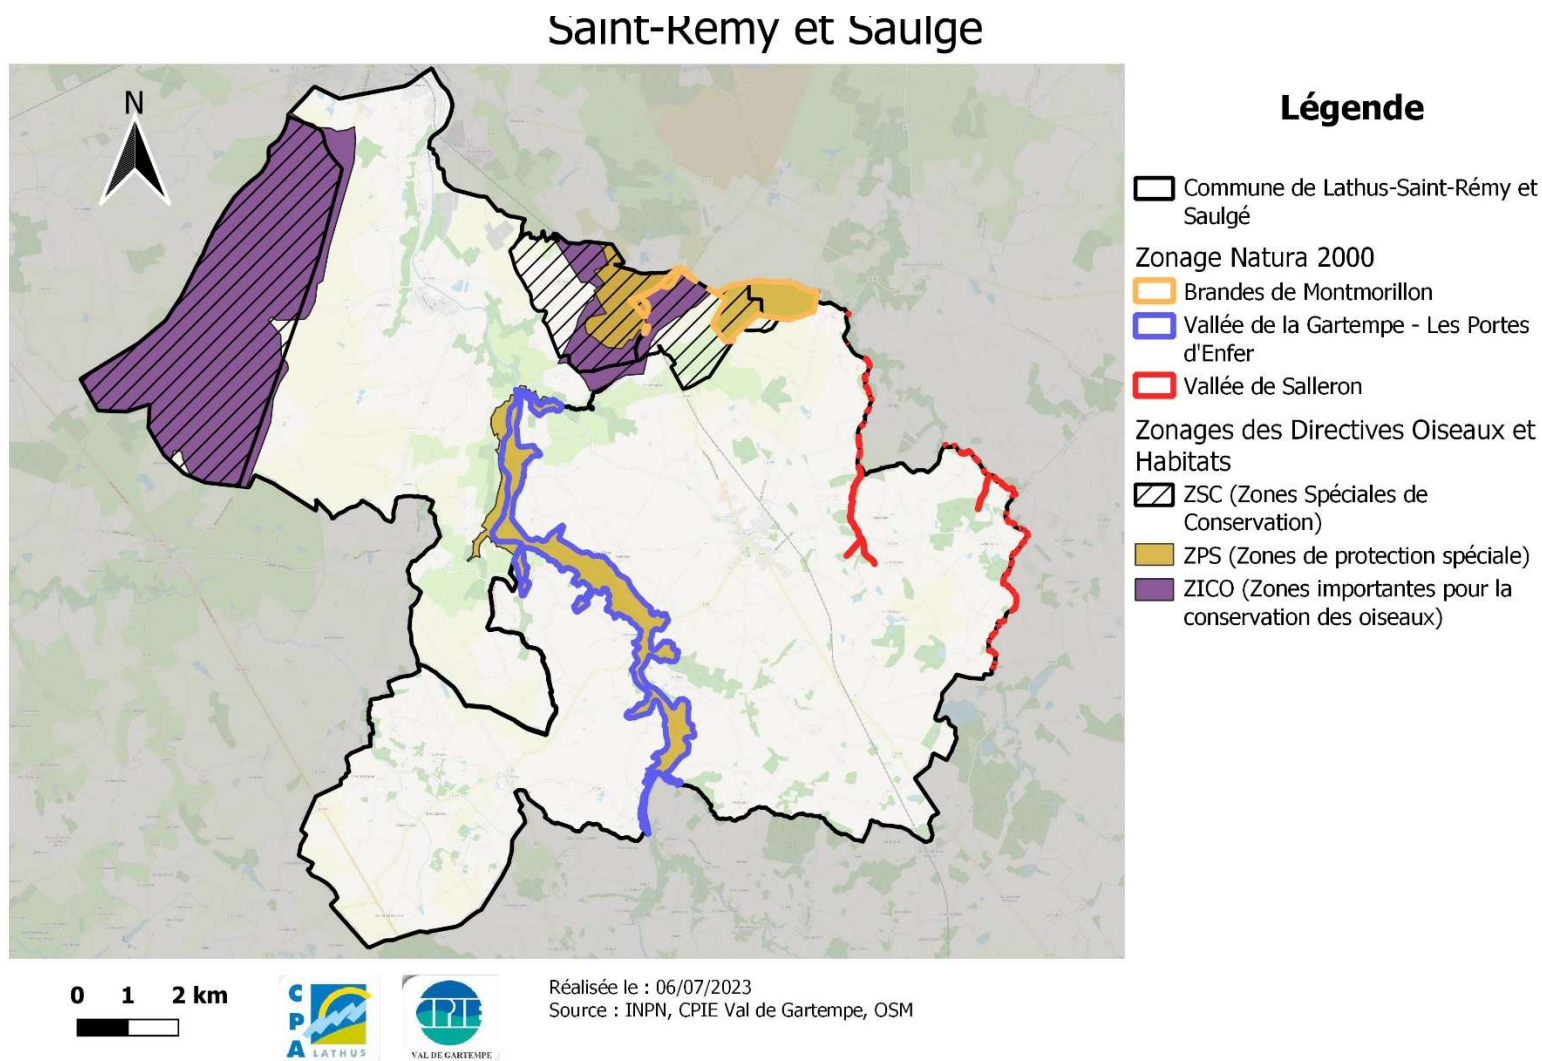 Saint-Rémy et Saulgé
N
Légende
Commune de Lathus-Saint-Rémy et
Saulgé
Zonage Natura 2000
Brandes de Montmorillon
Vallée de la Gartempe - Les Portes
d'Enfer
Vallée de Salleron
Zonages des Directives Oiseaux et
Habitats
ZSC (Zones Spéciales de
Conservation)
ZPS (Zones de protection spéciale)
ZICO (Zones importantes pour la
conservation des oiseaux)
0 1 2 km
CPA
LATHUS
CPIE
VAL DE GARTEMPE
Réalisée le : 06/07/2023
Source : INPN, CPIE Val de Gartempe, OSM